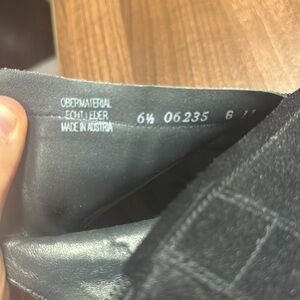 OBERMATERIAL
ECHT LEDER
MADE IN AUSTRIA
6½ 06235 G